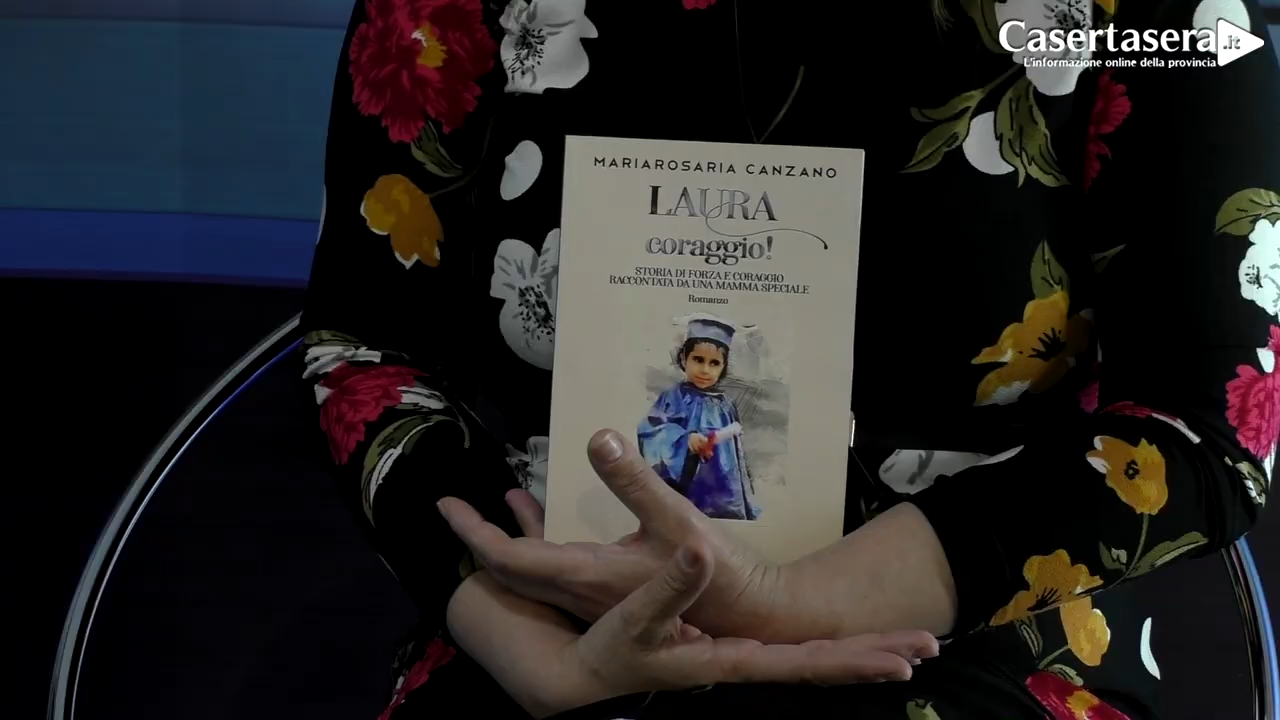 Casertasera.it
L'informazione online della provincia
MARIAROSARIA CANZANO
LAURA
coraggio!
STORIA DI FORZA E CORAGGIO
RACCONTATA DA UNA MAMMA SPECIALE
Romanzo